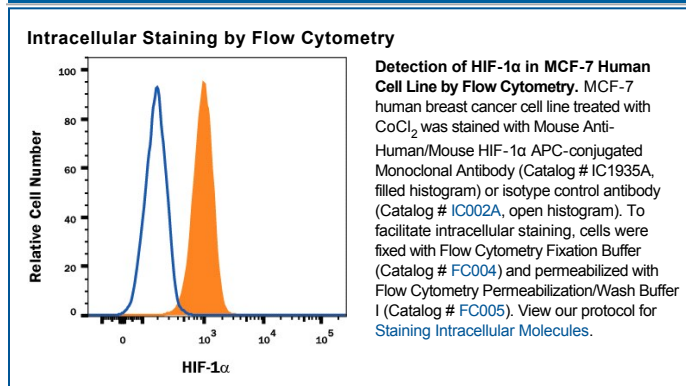 Intracellular Staining by Flow Cytometry
Detection of HIF-1α in MCF-7 Human
Cell Line by Flow Cytometry. MCF-7
human breast cancer cell line treated with
CoCl₂ was stained with Mouse Anti-
Human/Mouse HIF-1α APC-conjugated
Monoclonal Antibody (Catalog # IC1935A,
filled histogram) or isotype control antibody
(Catalog # IC002A, open histogram). To
facilitate intracellular staining, cells were
fixed with Flow Cytometry Fixation Buffer
(Catalog # FC004) and permeabilized with
Flow Cytometry Permeabilization/Wash Buffer
I (Catalog # FC005). View our protocol for
Staining Intracellular Molecules.
Relative Cell Number
100
80
60
40
20
0
0 10³ 10⁴ 10⁵
HIF-1α